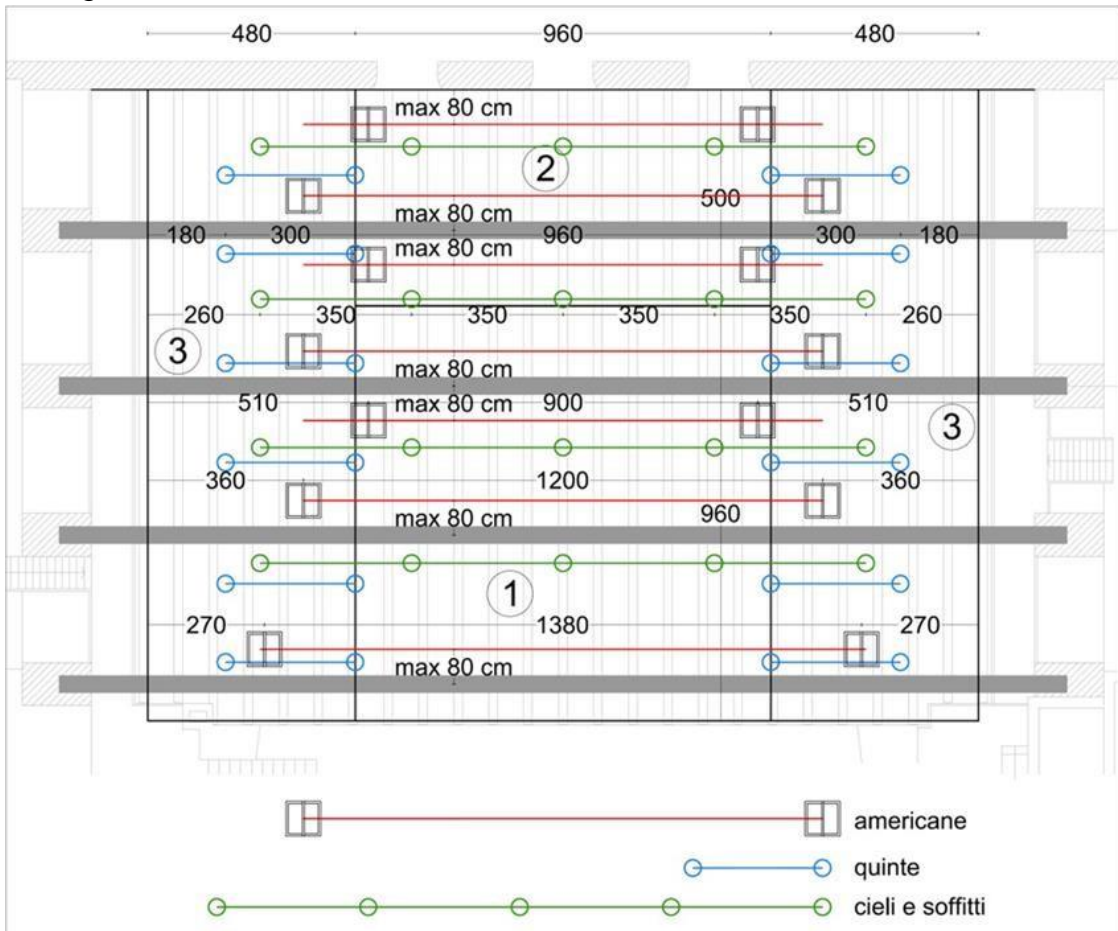 480 960 480
max 80 cm
2
500
max 80 cm
180 300 960 300 180
max 80 cm
260 350 350 350 350 260
3
max 80 cm
510 max 80 cm 900 510
3
360 1200 360
max 80 cm 960
1
270 1380 270
max 80 cm
americane
quinte
cieli e soffitti